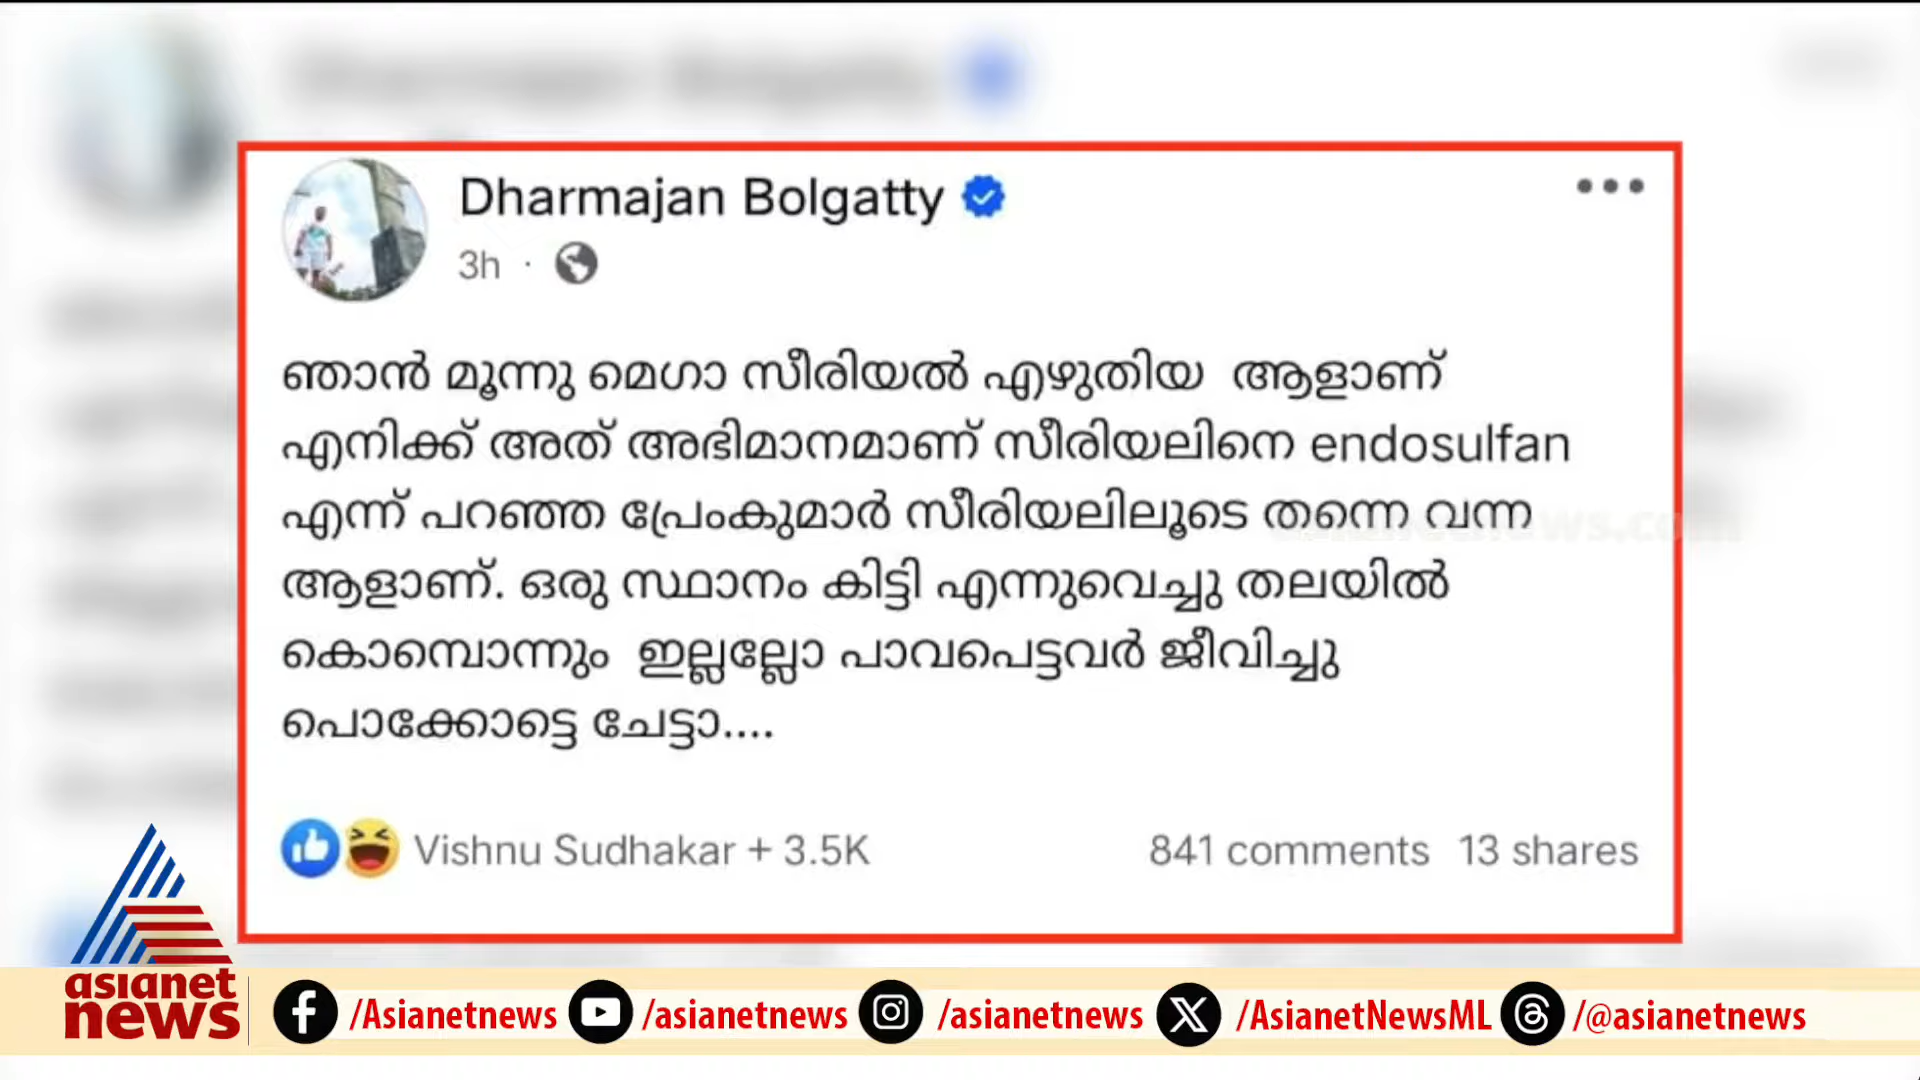 Dharmajan Bolgatty
3h ·
ഞാൻ മൂന്നു മെഗാ സീരിയൽ എഴുതിയ ആളാണ്
എനിക്ക് അത് അഭിമാനമാണ് സീരിയലിനെ endosulfan
എന്ന് പറഞ്ഞ പ്രേംകുമാർ സീരിയലിലൂടെ തന്നെ വന്ന
ആളാണ്. ഒരു സ്ഥാനം കിട്ടി എന്നുവെച്ചു തലയിൽ
കൊമ്പൊന്നും ഇല്ലല്ലോ പാവപെട്ടവർ ജീവിച്ചു
പൊക്കോട്ടെ ചേട്ടാ....
Vishnu Sudhakar + 3.5K 841 comments 13 shares
asianet
news
/Asianetnews /asianetnews /asianetnews /AsianetNewsML /@asianetnews